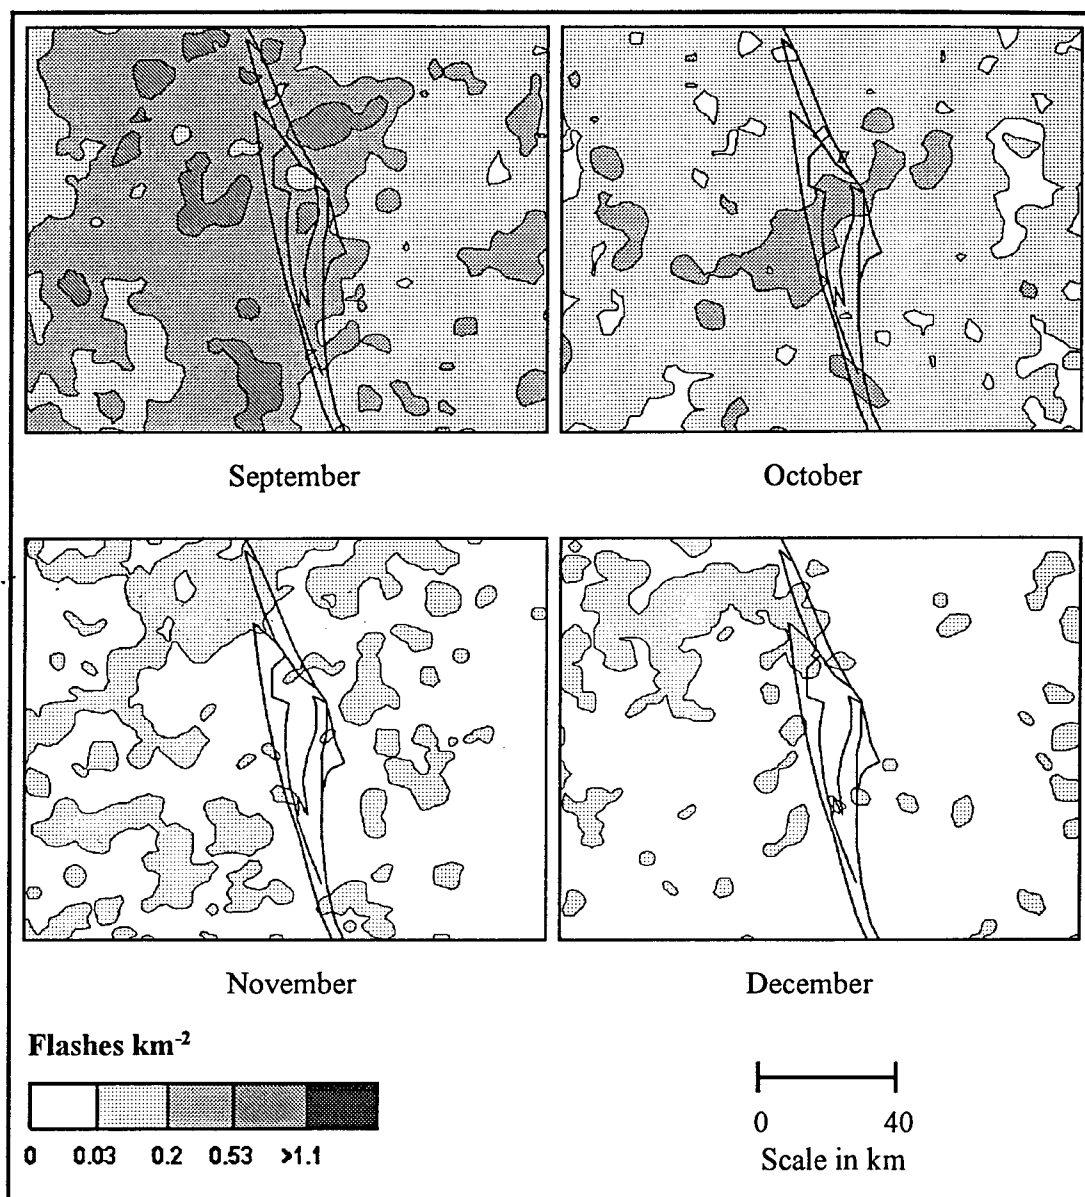 September
October
November
December
Flashes km⁻²
0 0.03 0.2 0.53 >1.1
0 40
Scale in km